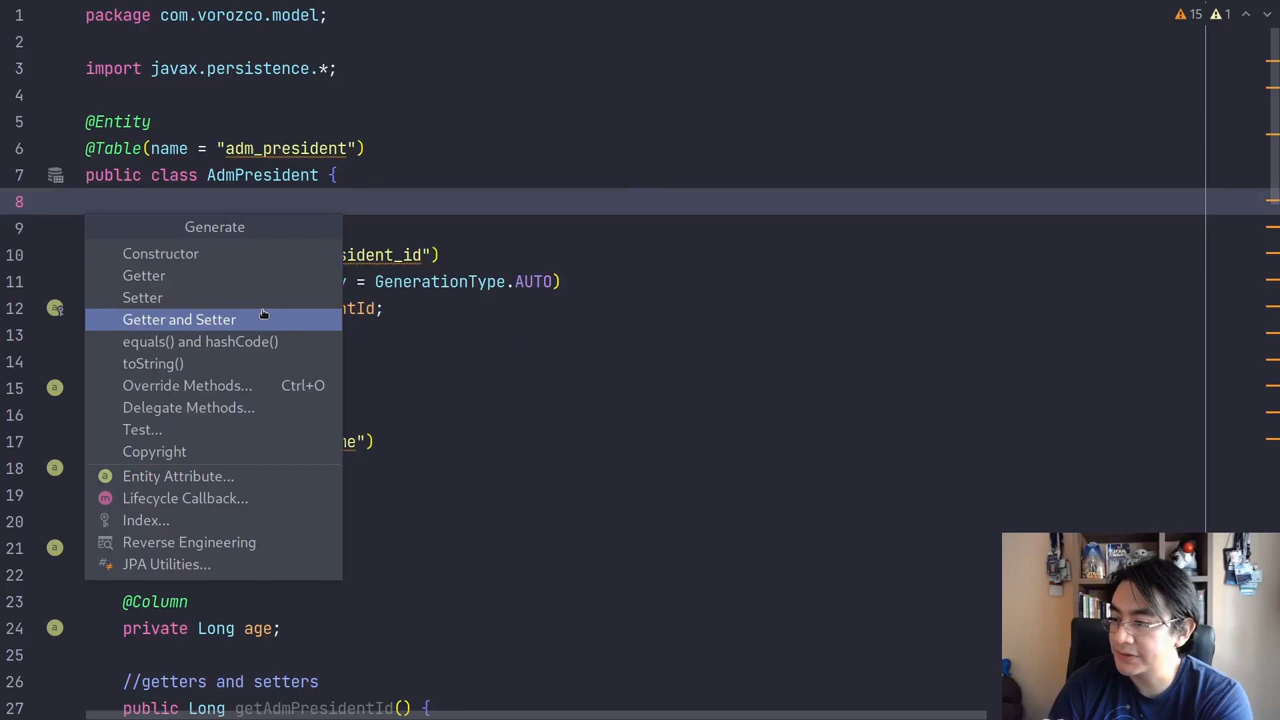 1 package com.vorozco.model;
15 1
2
3 import javax.persistence.*;
4
5 @Entity
6 @Table(name = "adm_president")
7 public class AdmPresident {
8
Generate
9
Constructor
10 sident_id")
Getter
11 y = GenerationType.AUTO)
Setter
12 ntId;
Getter and Setter
13
equals() and hashCode()
14
toString()
15
Override Methods... Ctrl+O
16
Delegate Methods...
17 me")
Test...
Copyright
18
Entity Attribute...
19
Lifecycle Callback...
20
Index...
21
Reverse Engineering
22
JPA Utilities...
23 @Column
24 private Long age;
25
26 //getters and setters
27 public Long getAdmPresidentId() {